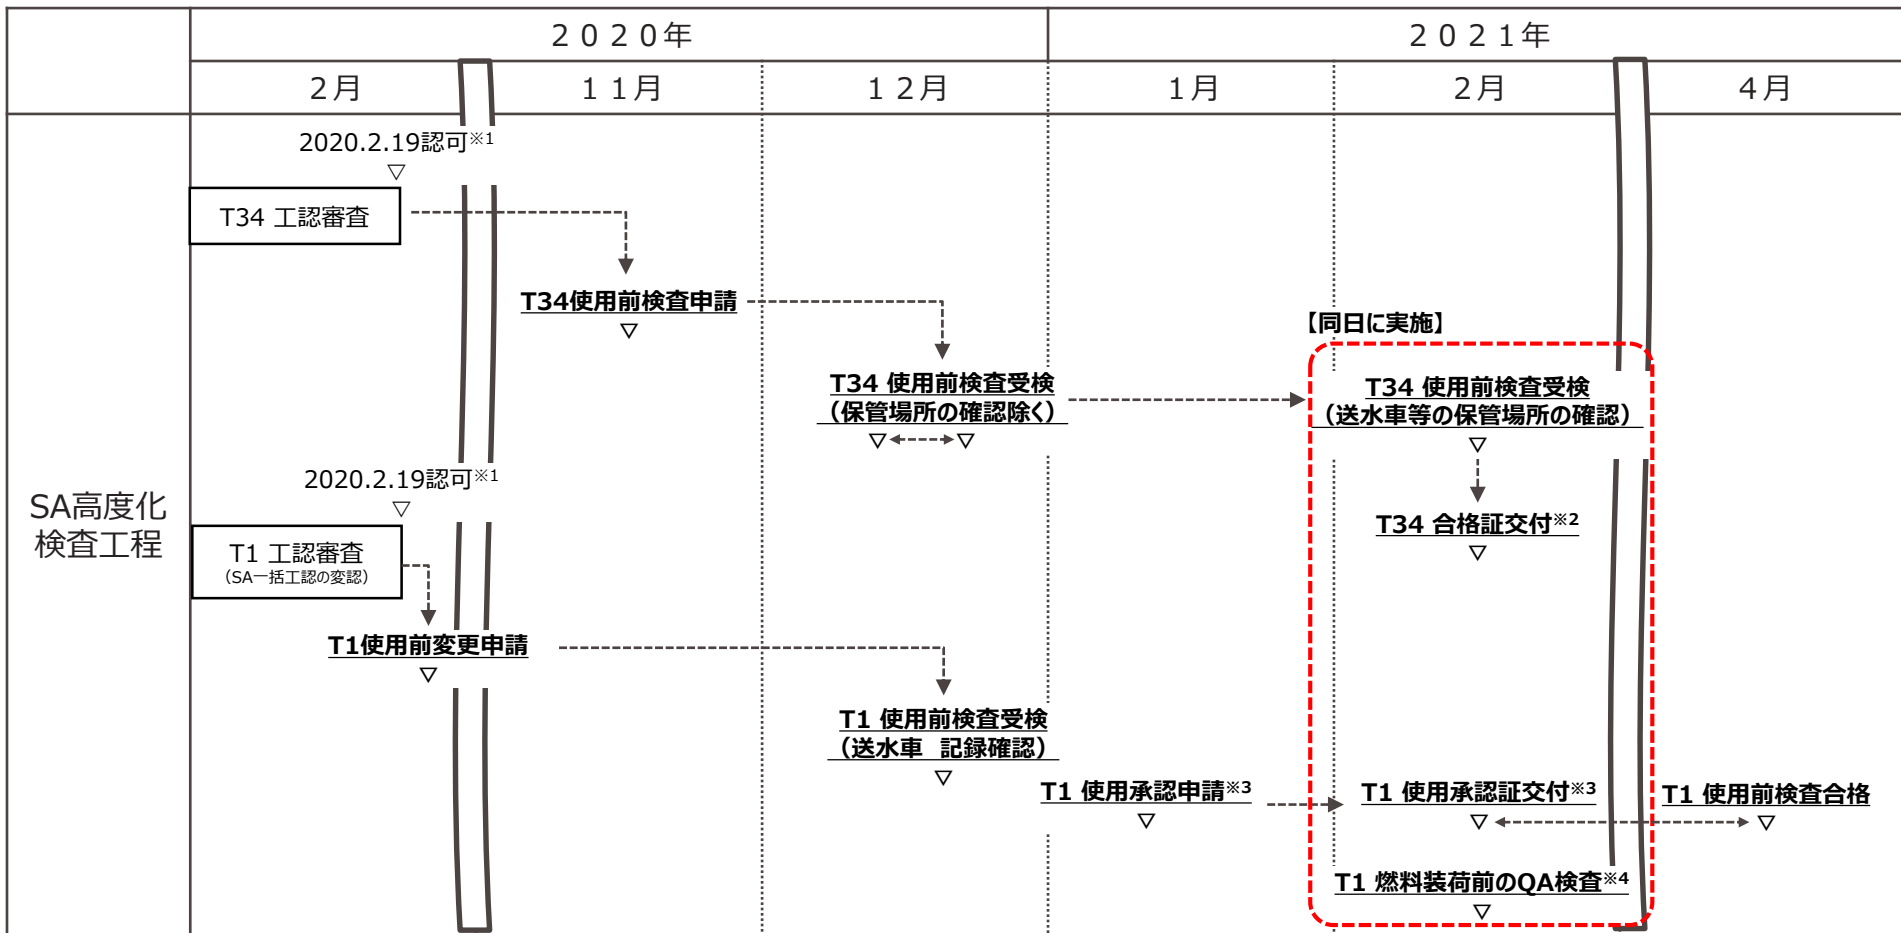 ２０２０年
２０２１年
2月
１１月
１２月
1月
2月
4月
SA高度化
検査工程
2020.2.19認可※1
▽
T34 工認審査
T34使用前検査申請
▽
T34 使用前検査受検
（保管場所の確認除く）
▽ ▽
【同日に実施】
T34 使用前検査受検
（送水車等の保管場所の確認）
▽
T34 合格証交付※2
▽
2020.2.19認可※1
▽
T1 工認審査
（SA一括工認の変認）
T1使用前変更申請
▽
T1 使用前検査受検
（送水車　記録確認）
▽
T1 使用承認申請※3
▽
T1 使用承認証交付※3
▽
T1 使用前検査合格
▽
T1 燃料装荷前のQA検査※4
▽